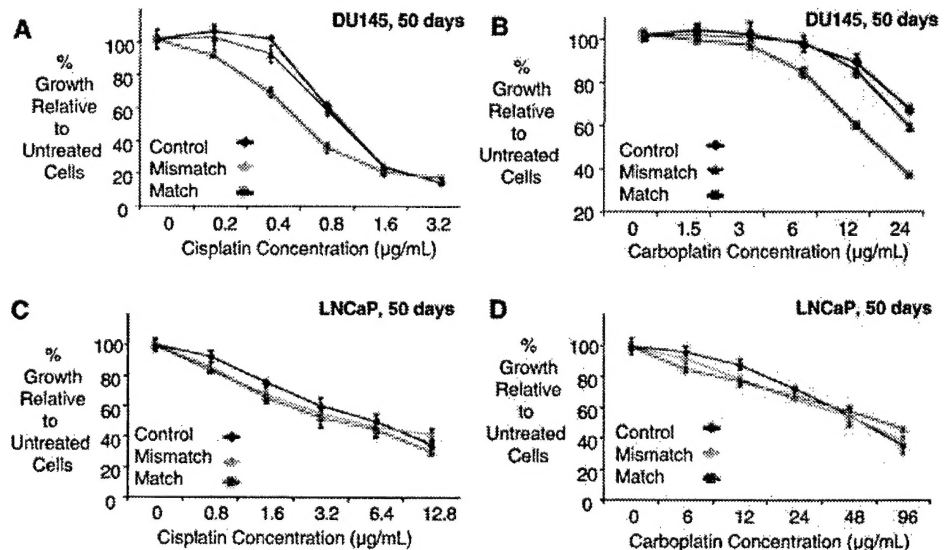 A
DU145, 50 days
%
Growth
Relative
to
Untreated
Cells
100
80
60
40
20
0
Control
Mismatch
Match
0 0.2 0.4 0.8 1.6 3.2
Cisplatin Concentration (µg/mL)
B
DU145, 50 days
%
Growth
Relative to
Untreated
Cells
100
80
60
40
20
Control
Mismatch
Match
0 1.5 3 6 12 24
Carboplatin Concentration (µg/mL)
C
LNCaP, 50 days
%
Growth
Relative
to
Untreated
Cells
100
80
60
40
20
0
Control
Mismatch
Match
0 0.8 1.6 3.2 6.4 12.8
Cisplatin Concentration (µg/mL)
D
LNCaP, 50 days
%
Growth
Relative to
Untreated
Cells
100
80
60
40
20
0
Control
Mismatch
Match
0 6 12 24 48 96
Carboplatin Concentration (µg/mL)